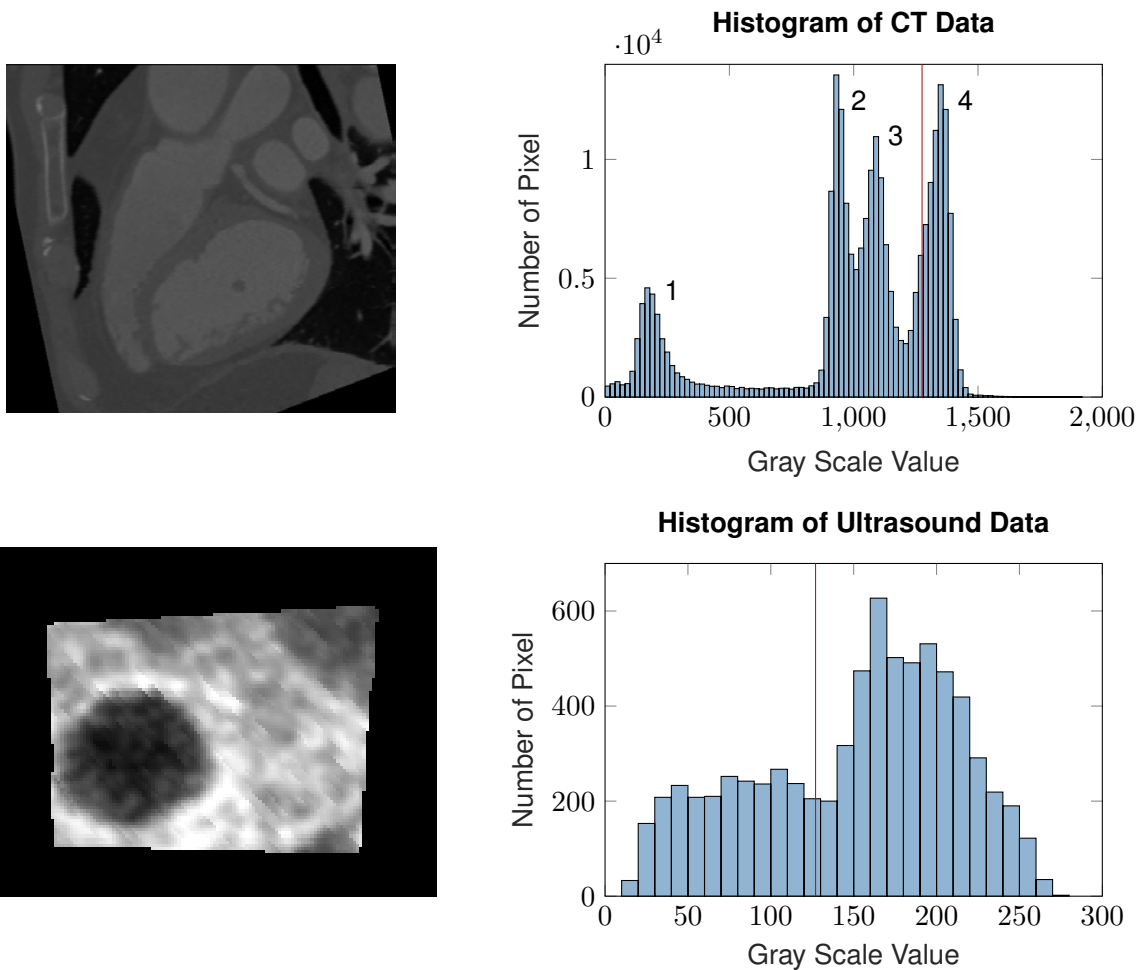 Histogram of CT Data
·10⁴
Number of Pixel
1
0.5
0
1
2
3
4
0 500 1,000 1,500 2,000
Gray Scale Value
Histogram of Ultrasound Data
Number of Pixel
600
400
200
0
0 50 100 150 200 250 300
Gray Scale Value